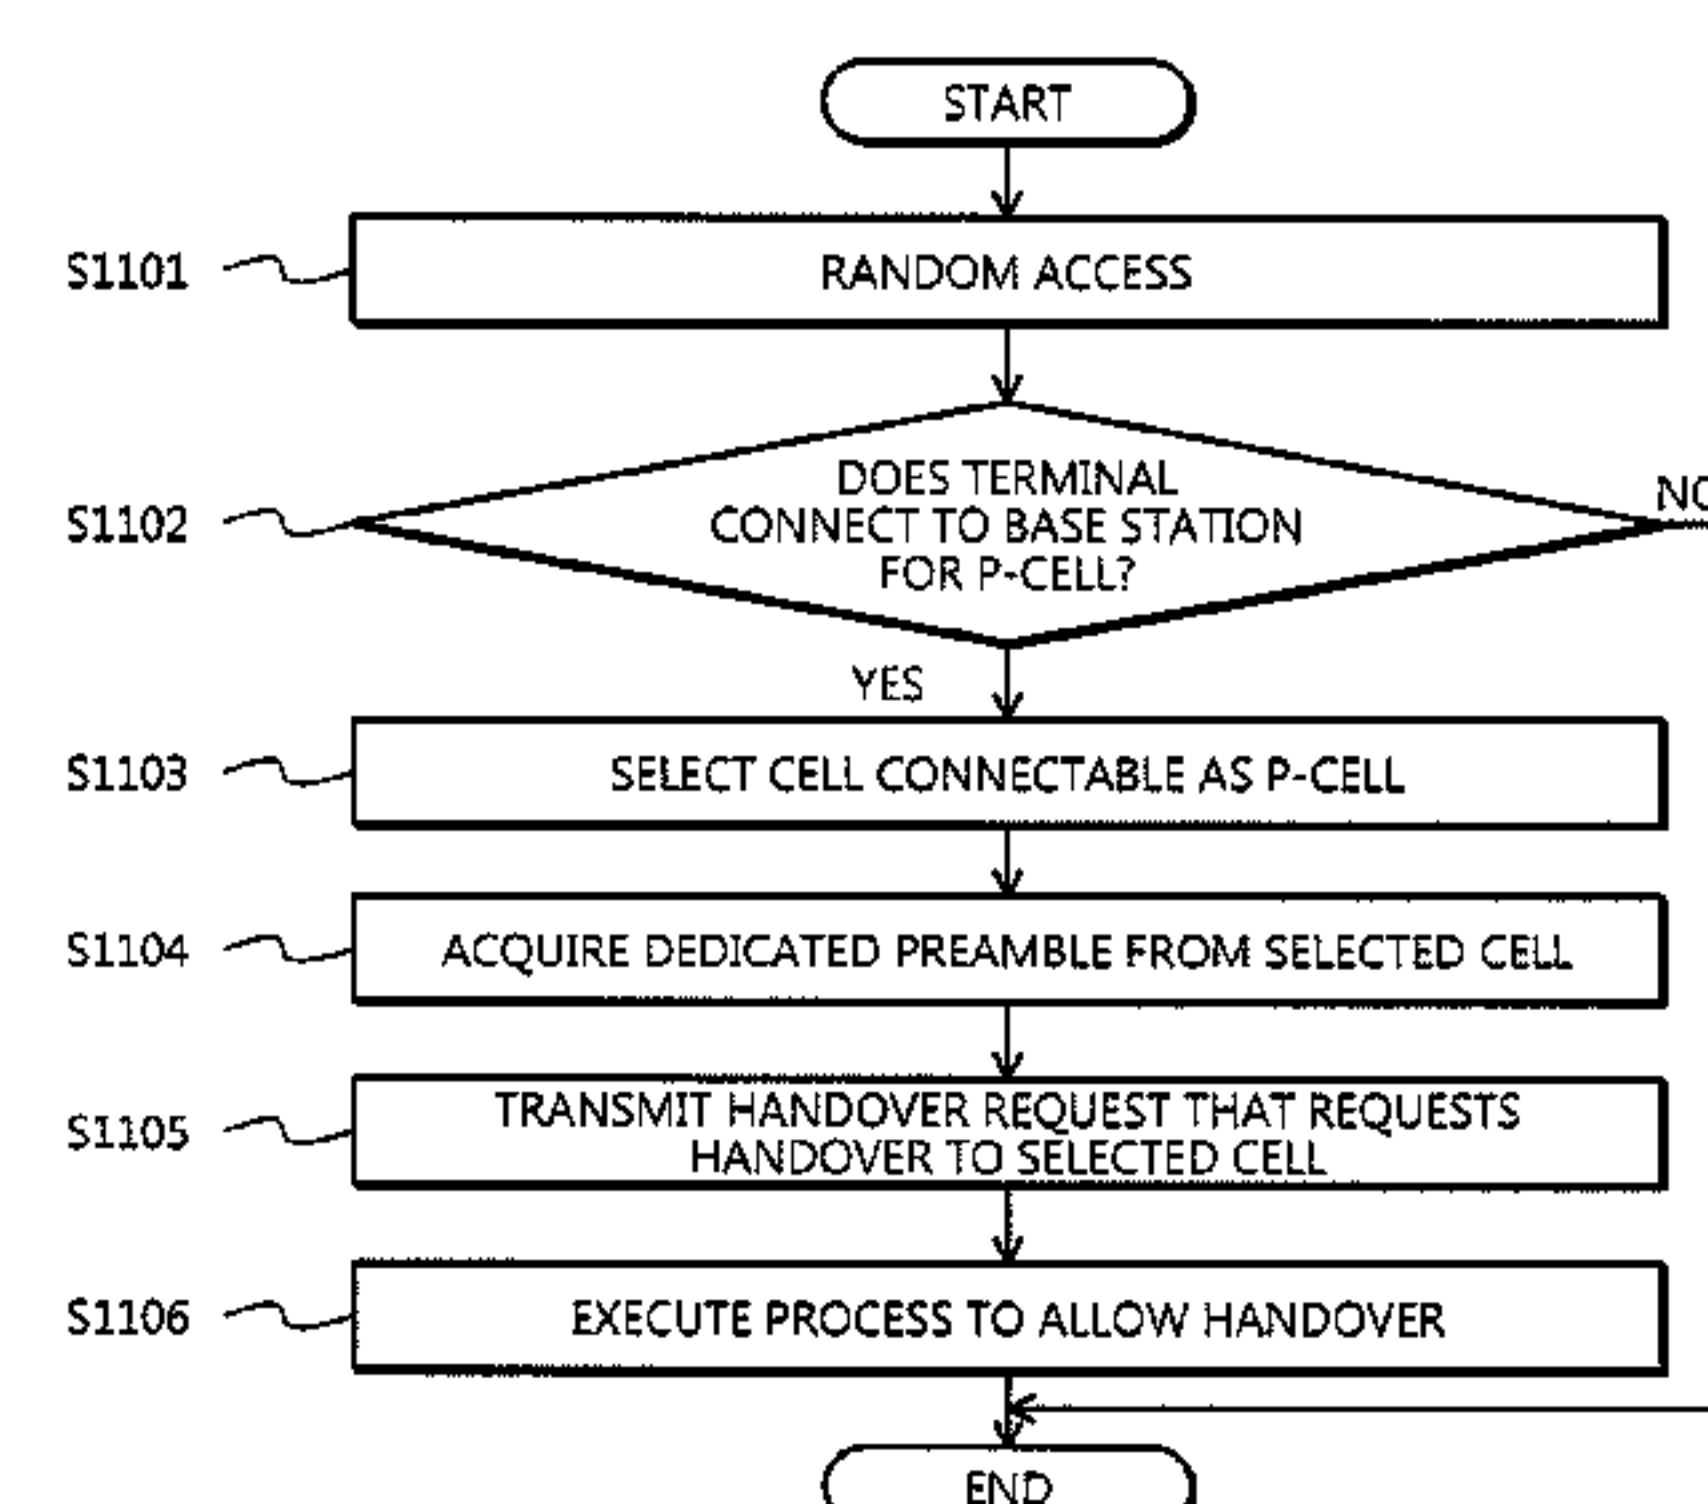 START
S1101
RANDOM ACCESS
S1102
DOES TERMINAL
CONNECT TO BASE STATION
FOR P-CELL?
NO
YES
S1103
SELECT CELL CONNECTABLE AS P-CELL
S1104
ACQUIRE DEDICATED PREAMBLE FROM SELECTED CELL
S1105
TRANSMIT HANDOVER REQUEST THAT REQUESTS
HANDOVER TO SELECTED CELL
S1106
EXECUTE PROCESS TO ALLOW HANDOVER
END